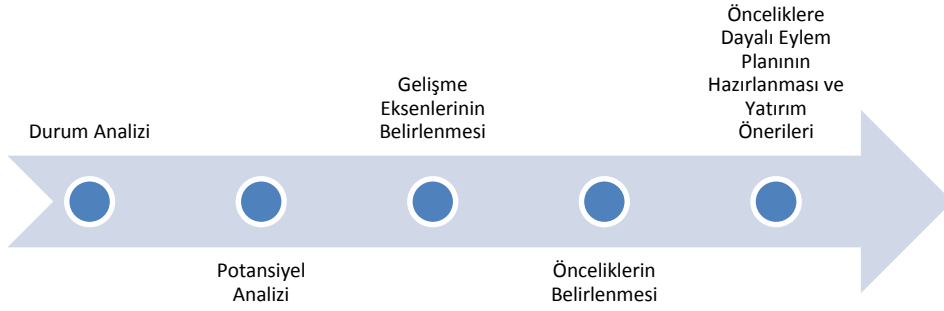 Durum Analizi
Potansiyel
Analizi
Gelişme
Eksenlerinin
Belirlenmesi
Önceliklerin
Belirlenmesi
Önceliklere
Dayalı Eylem
Planının
Hazırlanması ve
Yatırım
Önerileri